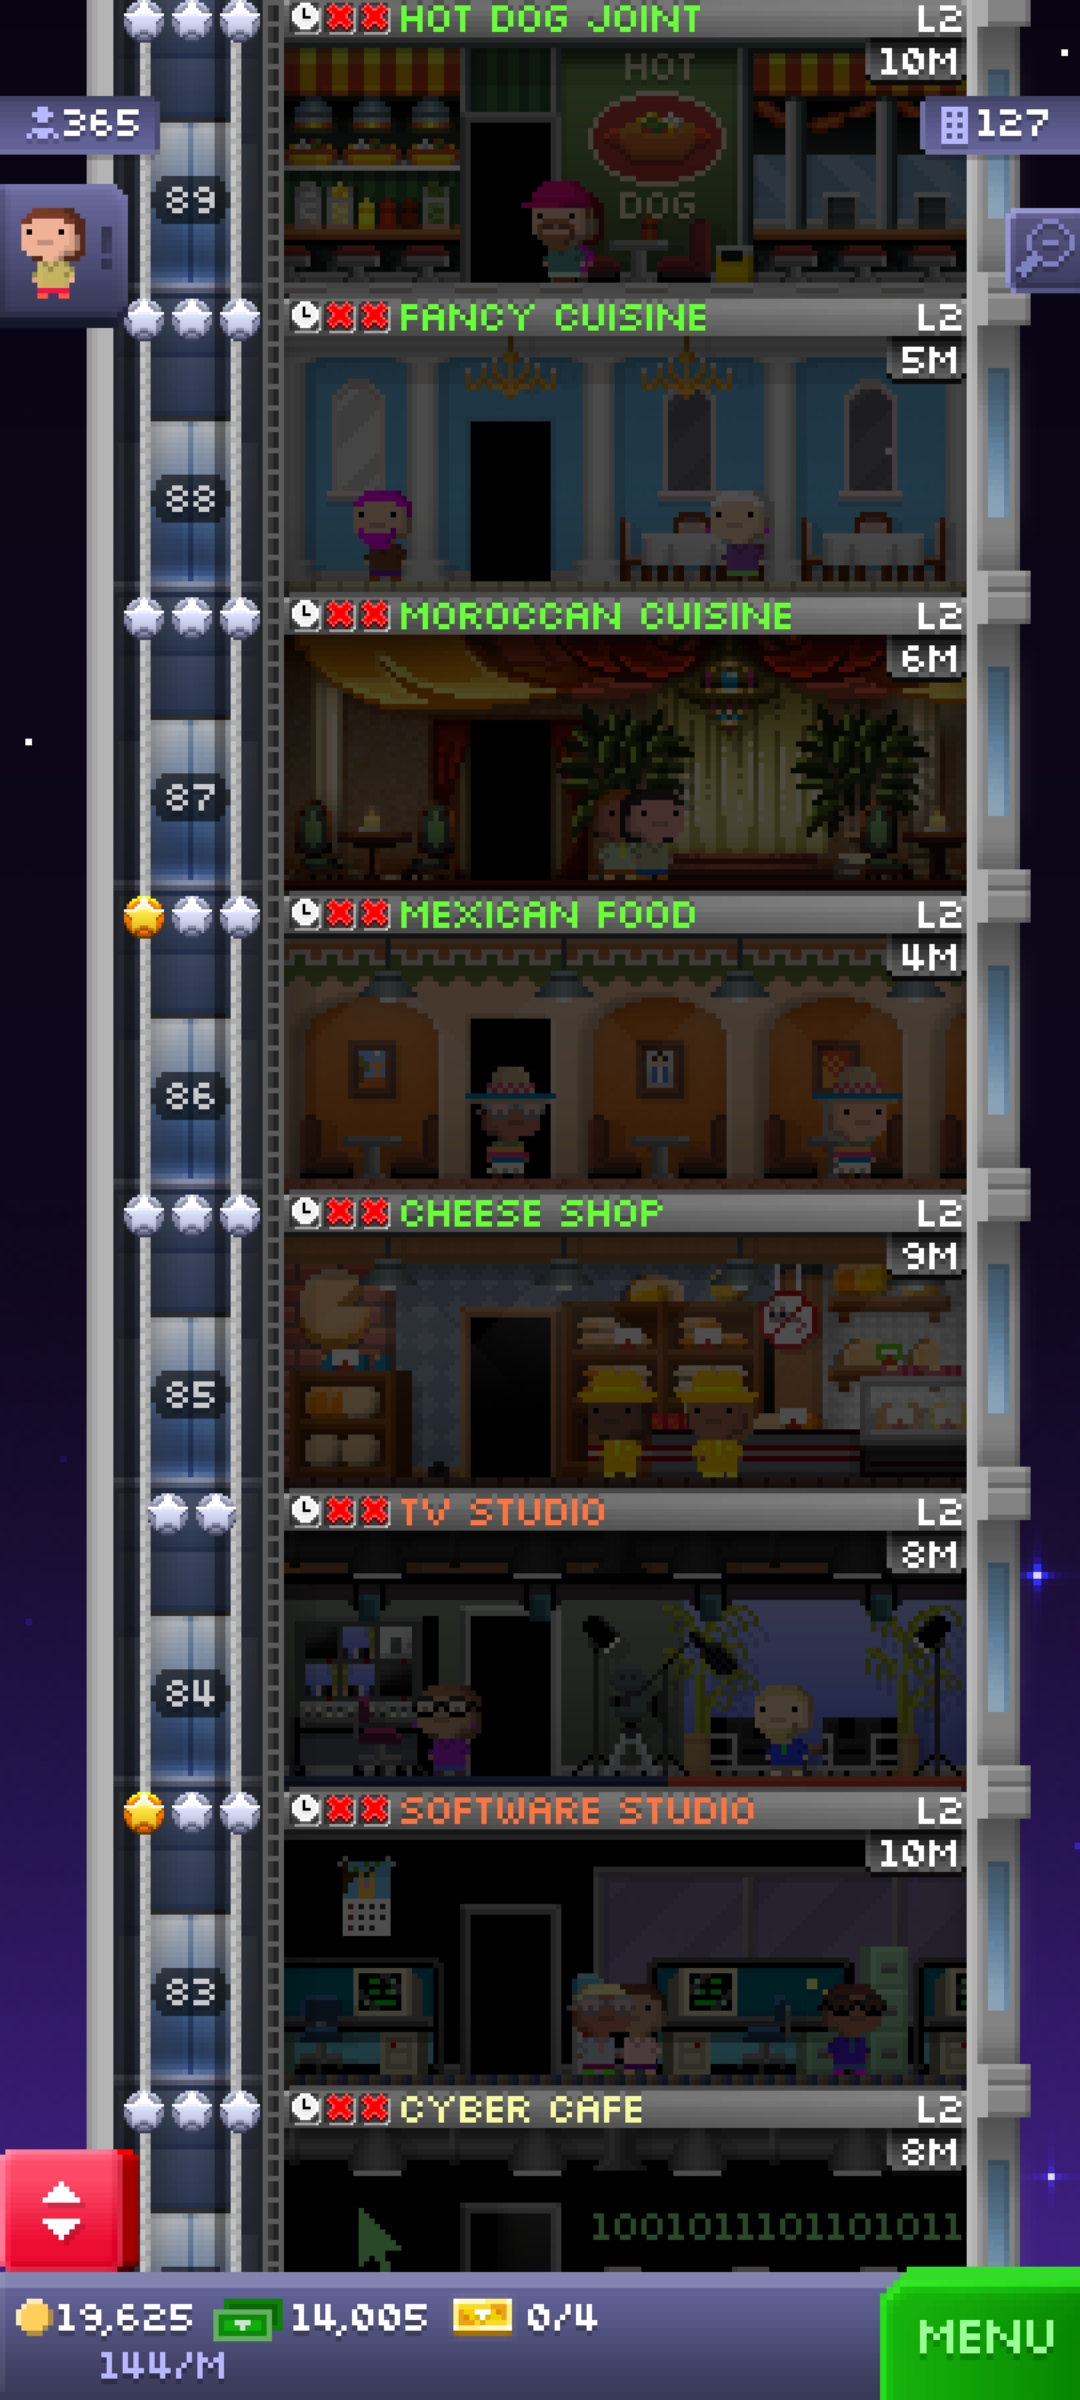 HOT DOG JOINT L2
10M
365
127
HOT
DOG
89
FANCY CUISINE L2
5M
88
MOROCCAN CUISINE L2
6M
87
MEXICAN FOOD L2
4M
86
CHEESE SHOP L2
9M
85
TV STUDIO L2
8M
84
SOFTWARE STUDIO L2
10M
83
CYBER CAFE L2
8M
1001011101101011
19,625 14,005 0/4
144/M
MENU